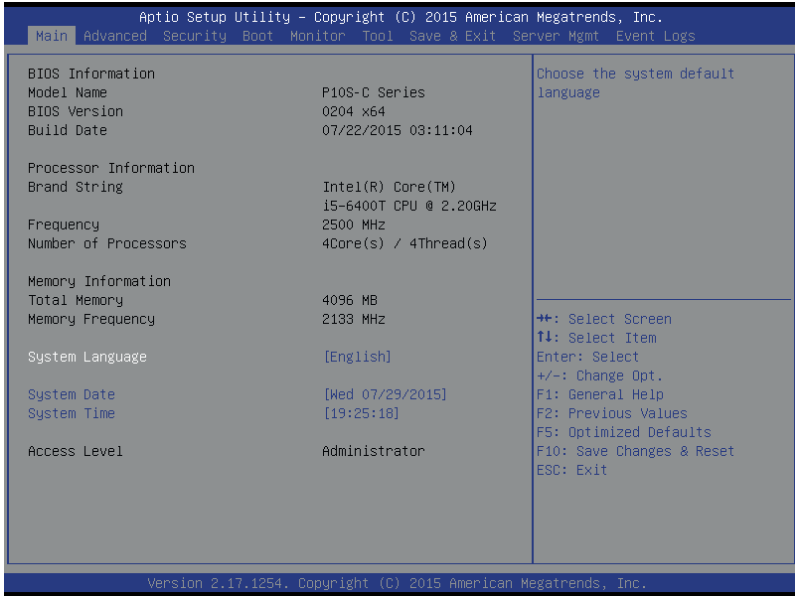 Aptio Setup Utility – Copyright (C) 2015 American Megatrends, Inc.
Main Advanced Security Boot Monitor Tool Save & Exit Server Mgmt Event Logs
BIOS Information
Model Name P10S-C Series
BIOS Version 0204 x64
Build Date 07/22/2015 03:11:04
Processor Information
Brand String Intel(R) Core(TM)
i5-6400T CPU @ 2.20GHz
Frequency 2500 MHz
Number of Processors 4Core(s) / 4Thread(s)
Memory Information
Total Memory 4096 MB
Memory Frequency 2133 MHz
System Language [English]
System Date [Wed 07/29/2015]
System Time [19:25:18]
Access Level Administrator
Choose the system default
language
→←: Select Screen
↑↓: Select Item
Enter: Select
+/-: Change Opt.
F1: General Help
F2: Previous Values
F5: Optimized Defaults
F10: Save Changes & Reset
ESC: Exit
Version 2.17.1254. Copyright (C) 2015 American Megatrends, Inc.